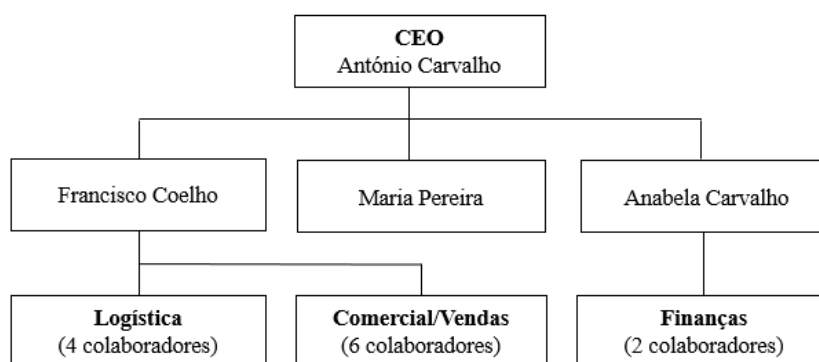 CEO
António Carvalho
Francisco Coelho
Maria Pereira
Anabela Carvalho
Logística
(4 colaboradores)
Comercial/Vendas
(6 colaboradores)
Finanças
(2 colaboradores)